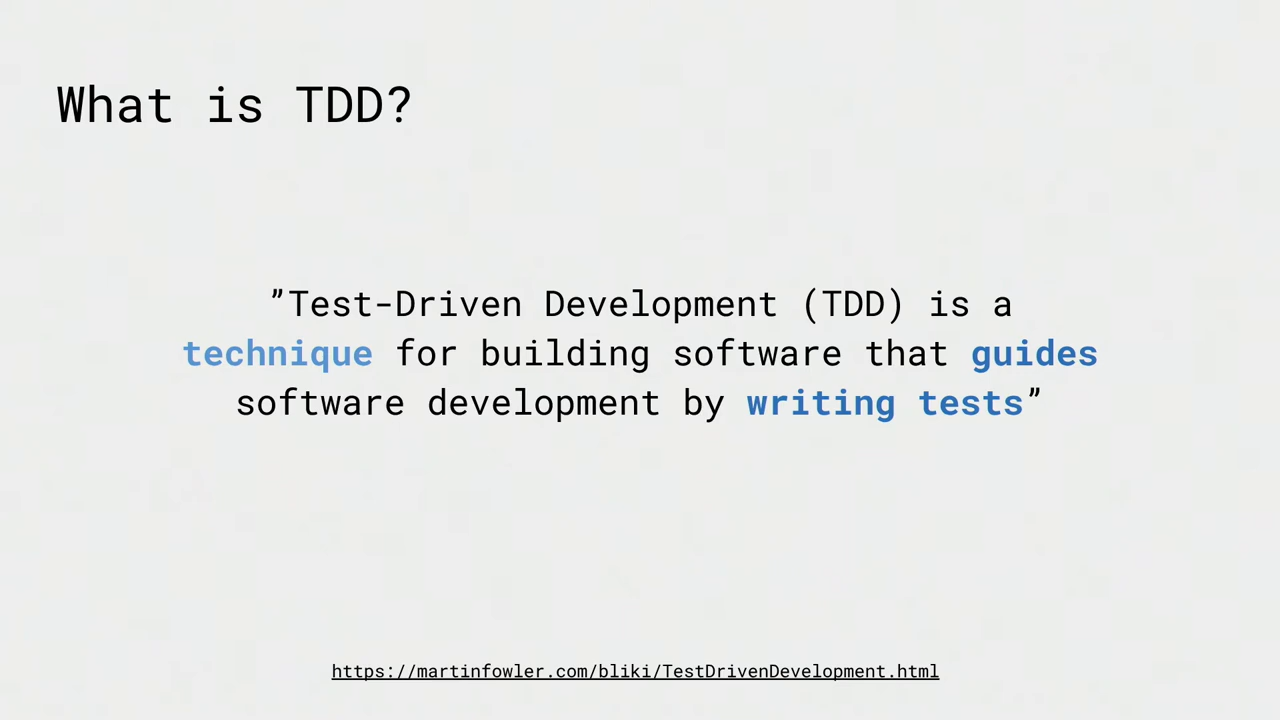 What is TDD?
”Test-Driven Development (TDD) is a
technique for building software that guides
software development by writing tests”
https://martinfowler.com/bliki/TestDrivenDevelopment.html